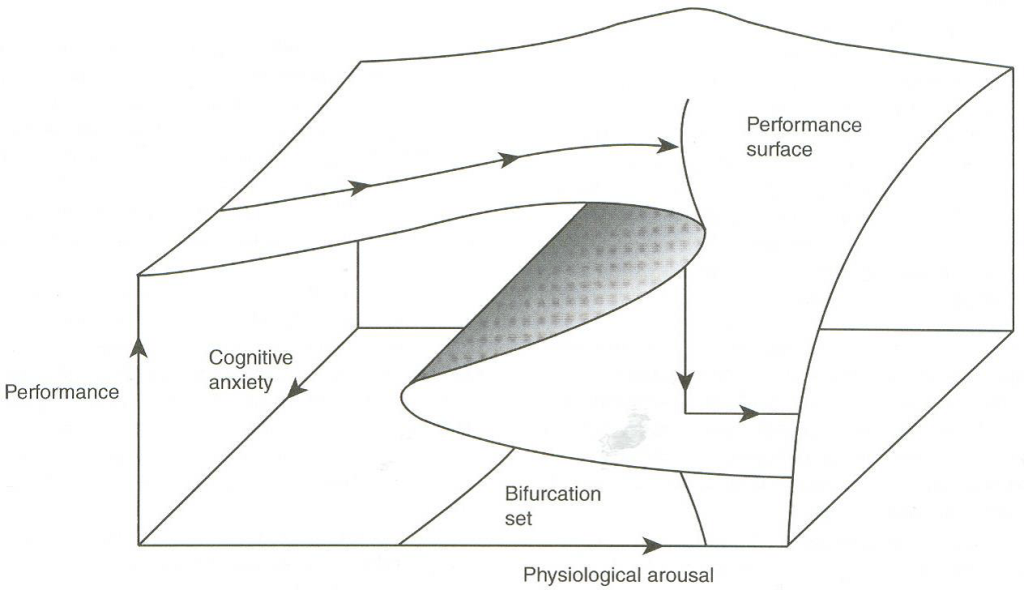 Performance
surface
Cognitive
anxiety
Performance
Bifurcation
set
Physiological arousal